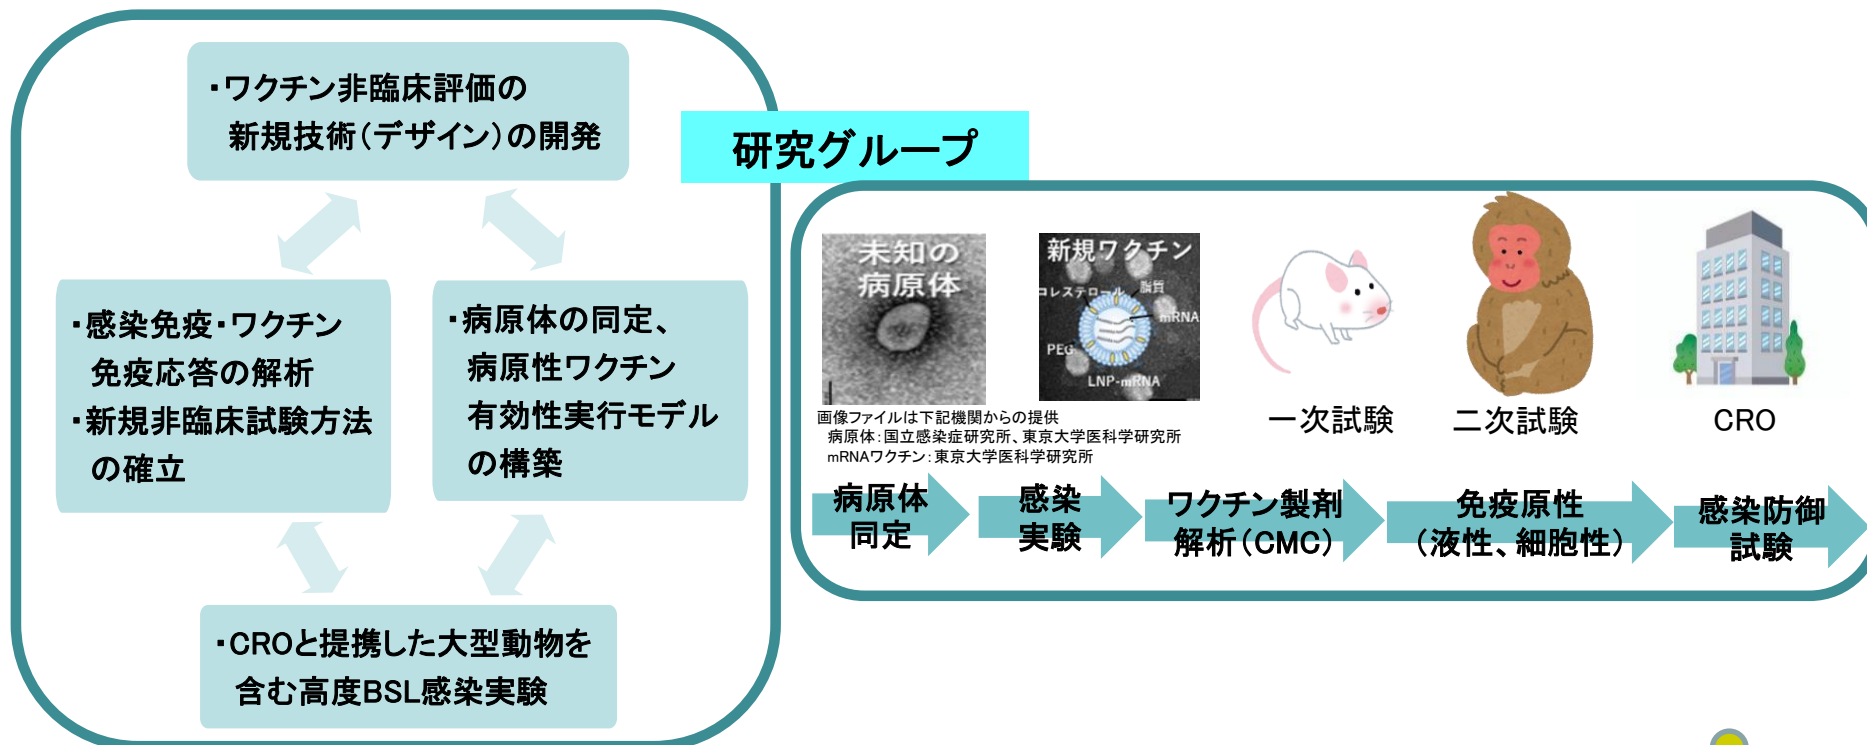 ・ワクチン非臨床評価の
新規技術（デザイン）の開発
・感染免疫・ワクチン
免疫応答の解析
・新規非臨床試験方法
の確立
・病原体の同定、
病原性ワクチン
有効性実行モデル
の構築
・CROと提携した大型動物を
含む高度BSL感染実験
研究グループ
未知の
病原体
新規ワクチン
コレステロール
脂質
mRNA
PEG
LNP-mRNA
画像ファイルは下記機関からの提供
病原体：国立感染症研究所、東京大学医科学研究所
mRNAワクチン：東京大学医科学研究所
一次試験
二次試験
CRO
病原体
同定
感染
実験
ワクチン製剤
解析（CMC）
免疫原性
（液性、細胞性）
感染防御
試験